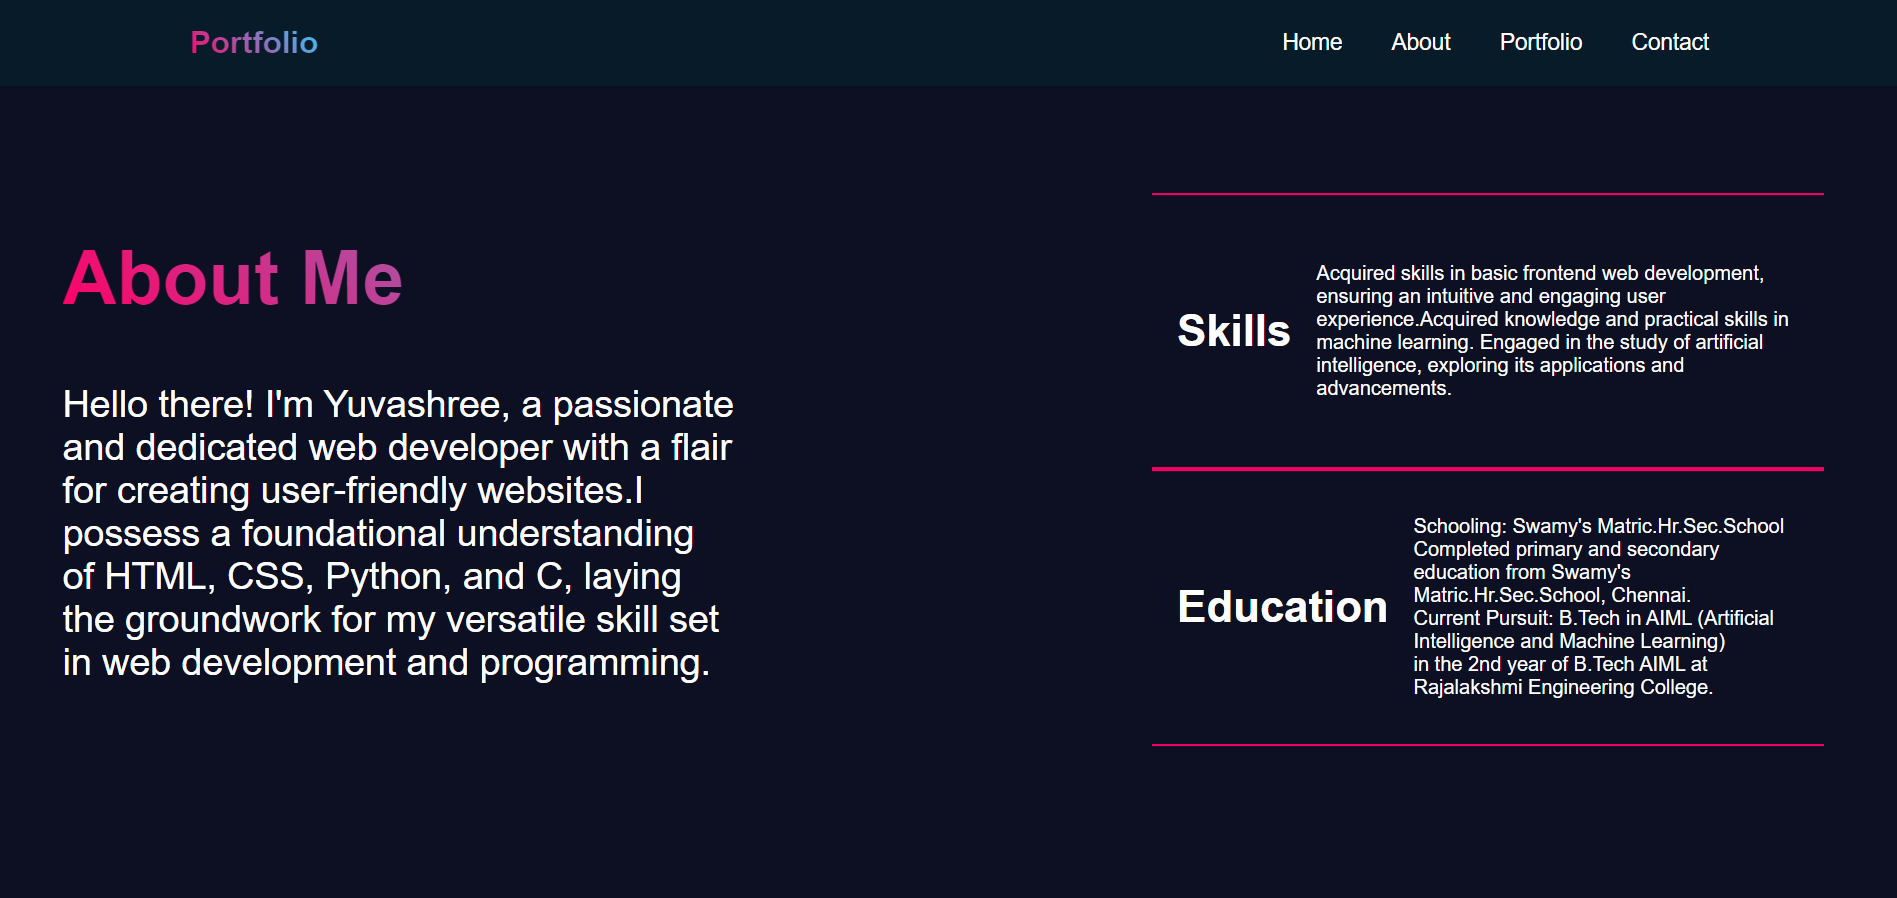 Portfolio
Home About Portfolio Contact
About Me
Hello there! I'm Yuvashree, a passionate
and dedicated web developer with a flair
for creating user-friendly websites.I
possess a foundational understanding
of HTML, CSS, Python, and C, laying
the groundwork for my versatile skill set
in web development and programming.
Skills
Acquired skills in basic frontend web development,
ensuring an intuitive and engaging user
experience.Acquired knowledge and practical skills in
machine learning. Engaged in the study of artificial
intelligence, exploring its applications and
advancements.
Education
Schooling: Swamy's Matric.Hr.Sec.School
Completed primary and secondary
education from Swamy's
Matric.Hr.Sec.School, Chennai.
Current Pursuit: B.Tech in AIML (Artificial
Intelligence and Machine Learning)
in the 2nd year of B.Tech AIML at
Rajalakshmi Engineering College.